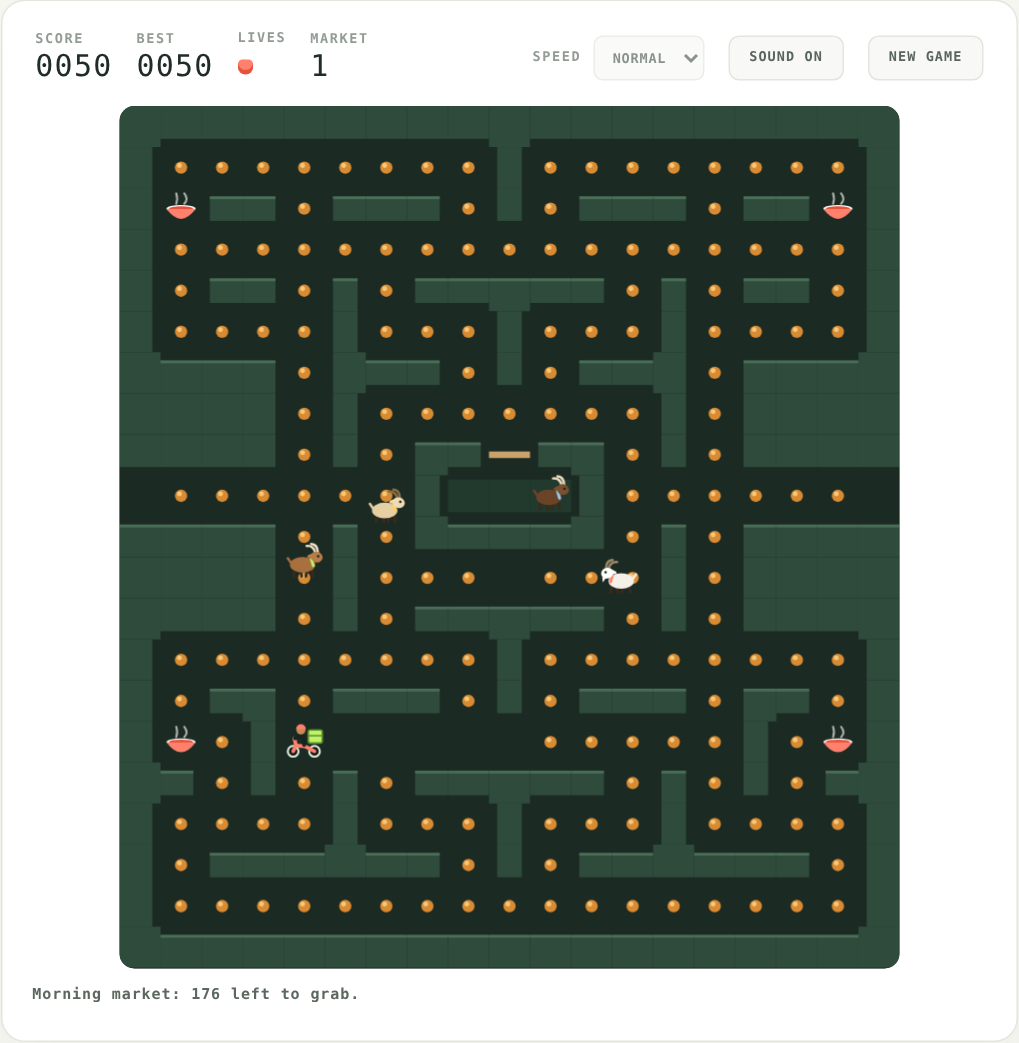 SCORE BEST LIVES MARKET
0050 0050 1
SPEED NORMAL SOUND ON NEW GAME
Morning market: 176 left to grab.